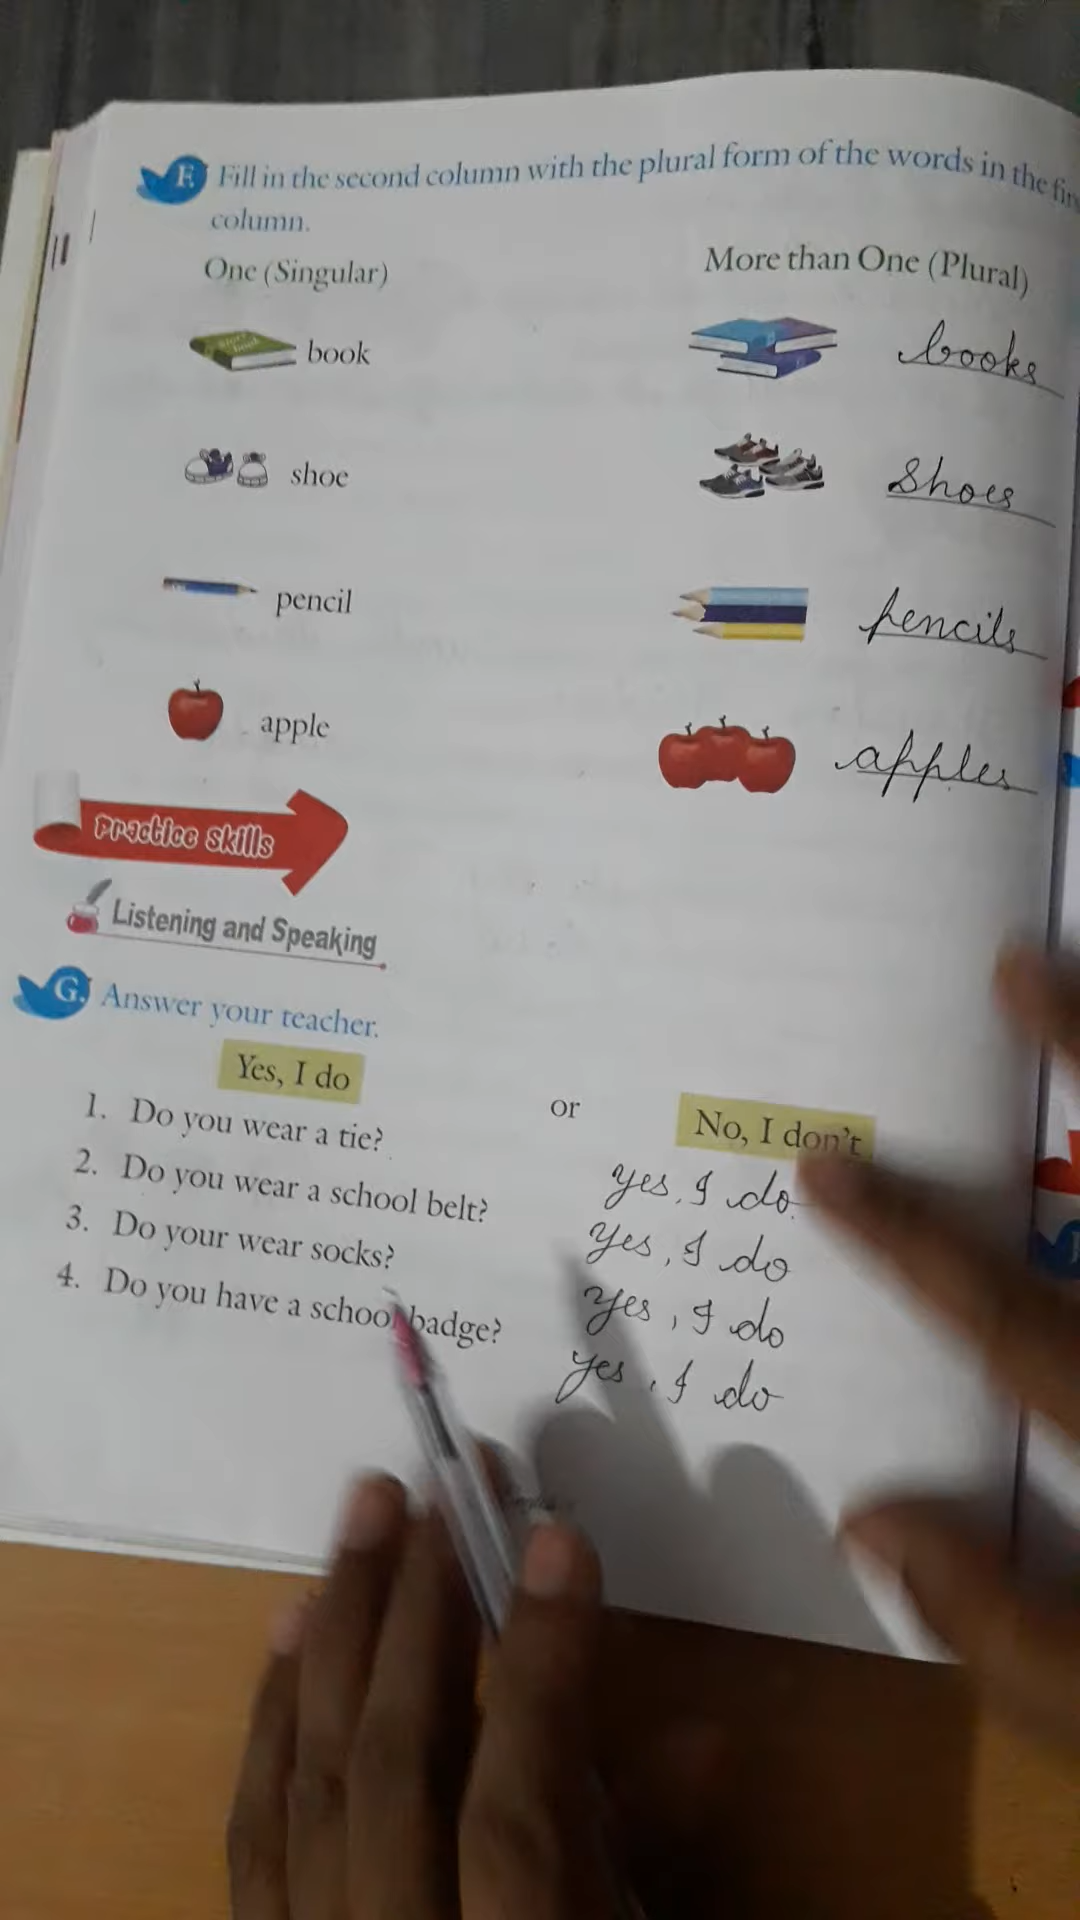 F. Fill in the second column with the plural form of the words in the
column.
One (Singular)
More than One (Plural)
book
books
shoe
Shoes
pencil
pencils
apple
apples
Practice Skills
Listening and Speaking
G. Answer your teacher.
Yes, I do
or
No, I don't
1. Do you wear a tie?
yes, I do
2. Do you wear a school belt?
Yes, I do
3. Do your wear socks?
Yes, I do
4. Do you have a school badge?
yes, I do